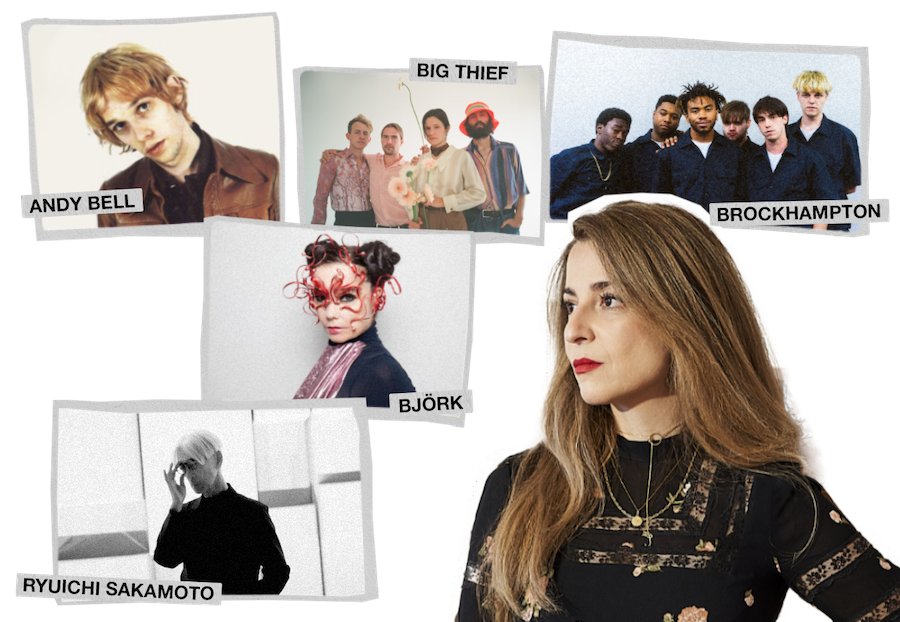 BIG THIEF
ANDY BELL
BROCKHAMPTON
BJÖRK
RYUICHI SAKAMOTO